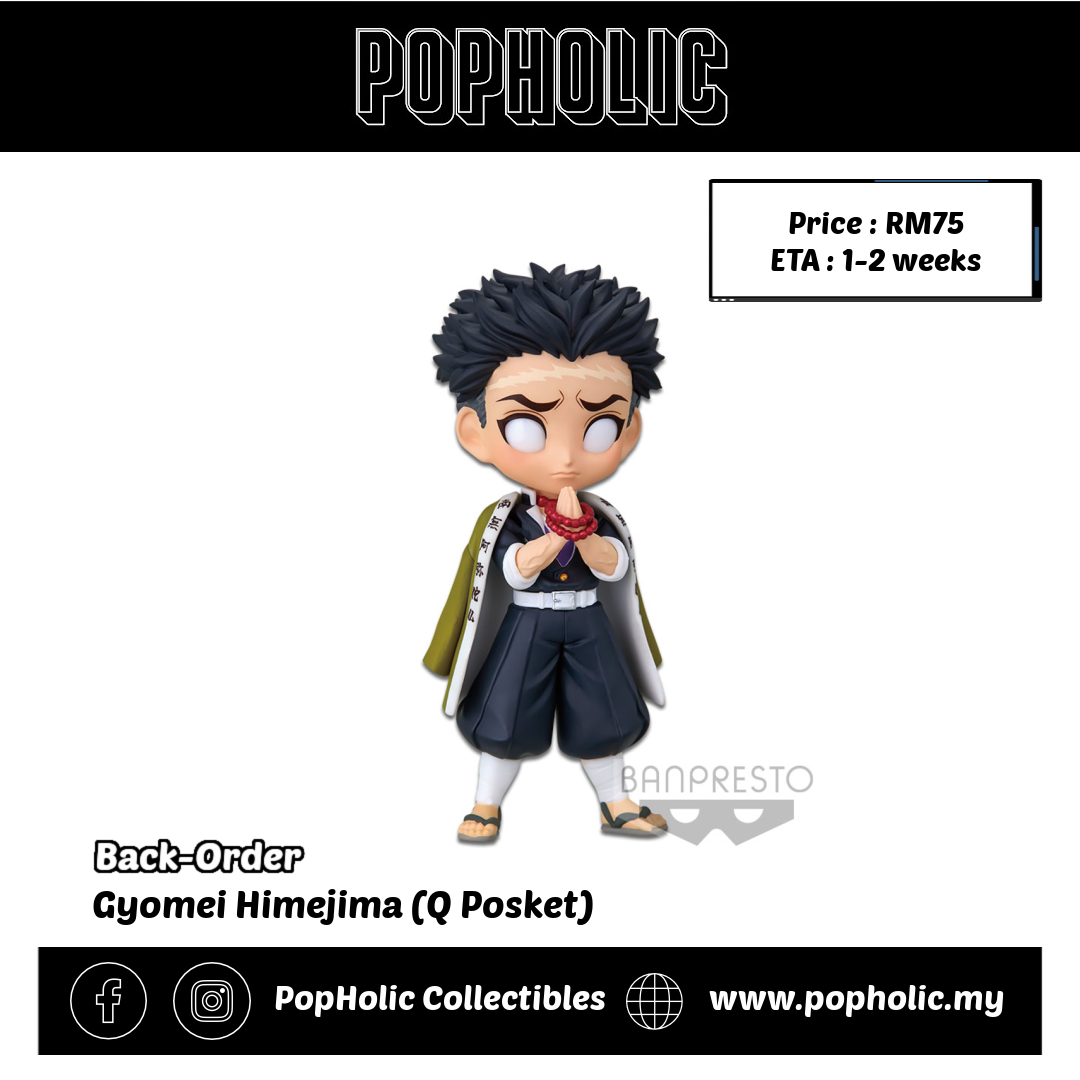 POPHOLIC
Price : RM75
ETA : 1-2 weeks
BANPRESTO
Back-Order
Gyomei Himejima (Q Posket)
PopHolic Collectibles
www.popholic.my